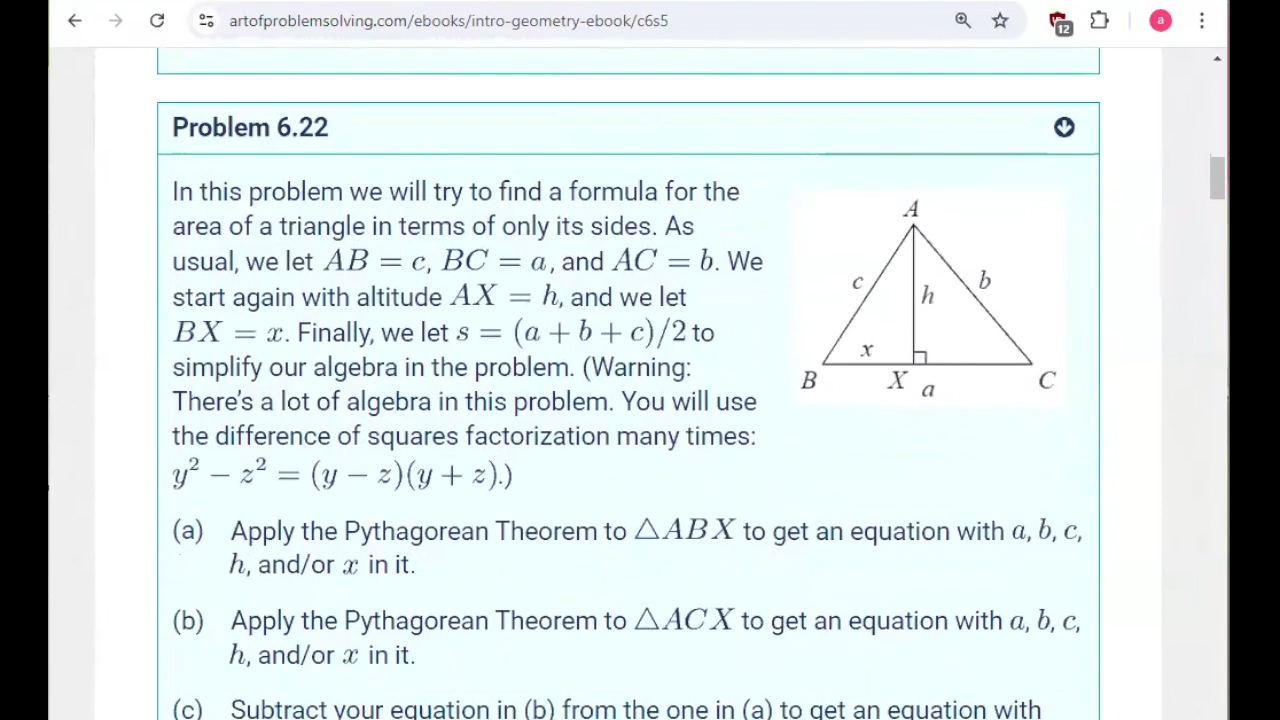 artofproblemsolving.com/ebooks/intro-geometry-ebook/c6s5
12
a
Problem 6.22
In this problem we will try to find a formula for the
area of a triangle in terms of only its sides. As
usual, we let AB = c, BC = a, and AC = b. We
start again with altitude AX = h, and we let
BX = x. Finally, we let s = (a + b + c)/2 to
simplify our algebra in the problem. (Warning:
There's a lot of algebra in this problem. You will use
the difference of squares factorization many times:
y² − z² = (y − z)(y + z).)
A
c
h
b
x
B
X
a
C
(a) Apply the Pythagorean Theorem to △ABX to get an equation with a, b, c,
h, and/or x in it.
(b) Apply the Pythagorean Theorem to △ACX to get an equation with a, b, c,
h, and/or x in it.
(c) Subtract your equation in (b) from the one in (a) to get an equation with